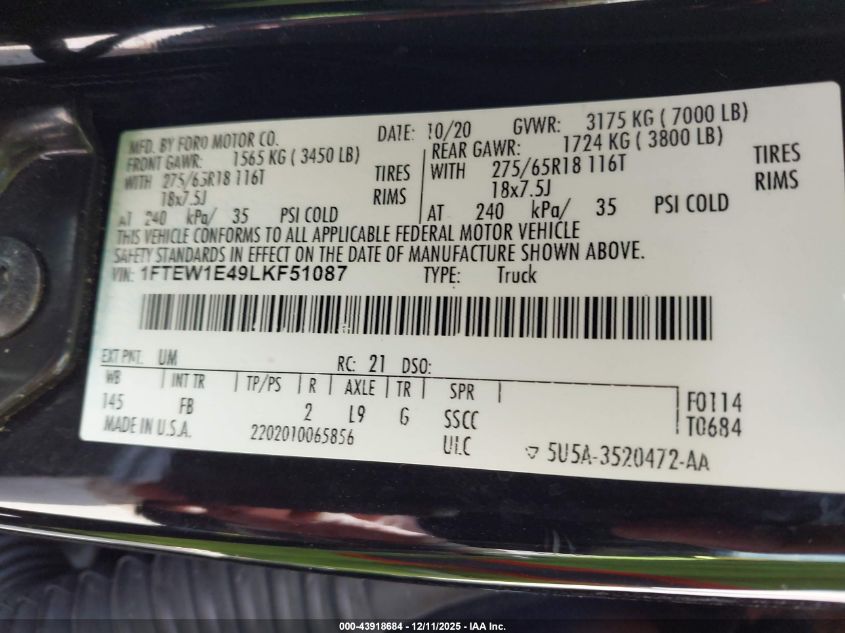 MFD. BY FORD MOTOR CO. DATE: 10/20 GVWR: 3175 KG ( 7000 LB)
FRONT GAWR: 1565 KG ( 3450 LB) REAR GAWR: 1724 KG ( 3800 LB)
WITH 275/65R18 116T TIRES WITH 275/65R18 116T TIRES
18x7.5J RIMS 18x7.5J RIMS
AT 240 kPa/ 35 PSI COLD AT 240 kPa/ 35 PSI COLD
THIS VEHICLE CONFORMS TO ALL APPLICABLE FEDERAL MOTOR VEHICLE
SAFETY STANDARDS IN EFFECT ON THE DATE OF MANUFACTURE SHOWN ABOVE.
VIN: 1FTEW1E49LKF51087 TYPE: Truck
EXT PNT: UM RC: 21 DSO:
WB INT TR TP/PS R AXLE TR SPR
145 FB 2 L9 G SSCC F0114
MADE IN U.S.A. 2202010065856 ULC T0684
5U5A-3520472-AA
000-43918684 - 12/11/2025 - IAA Inc.